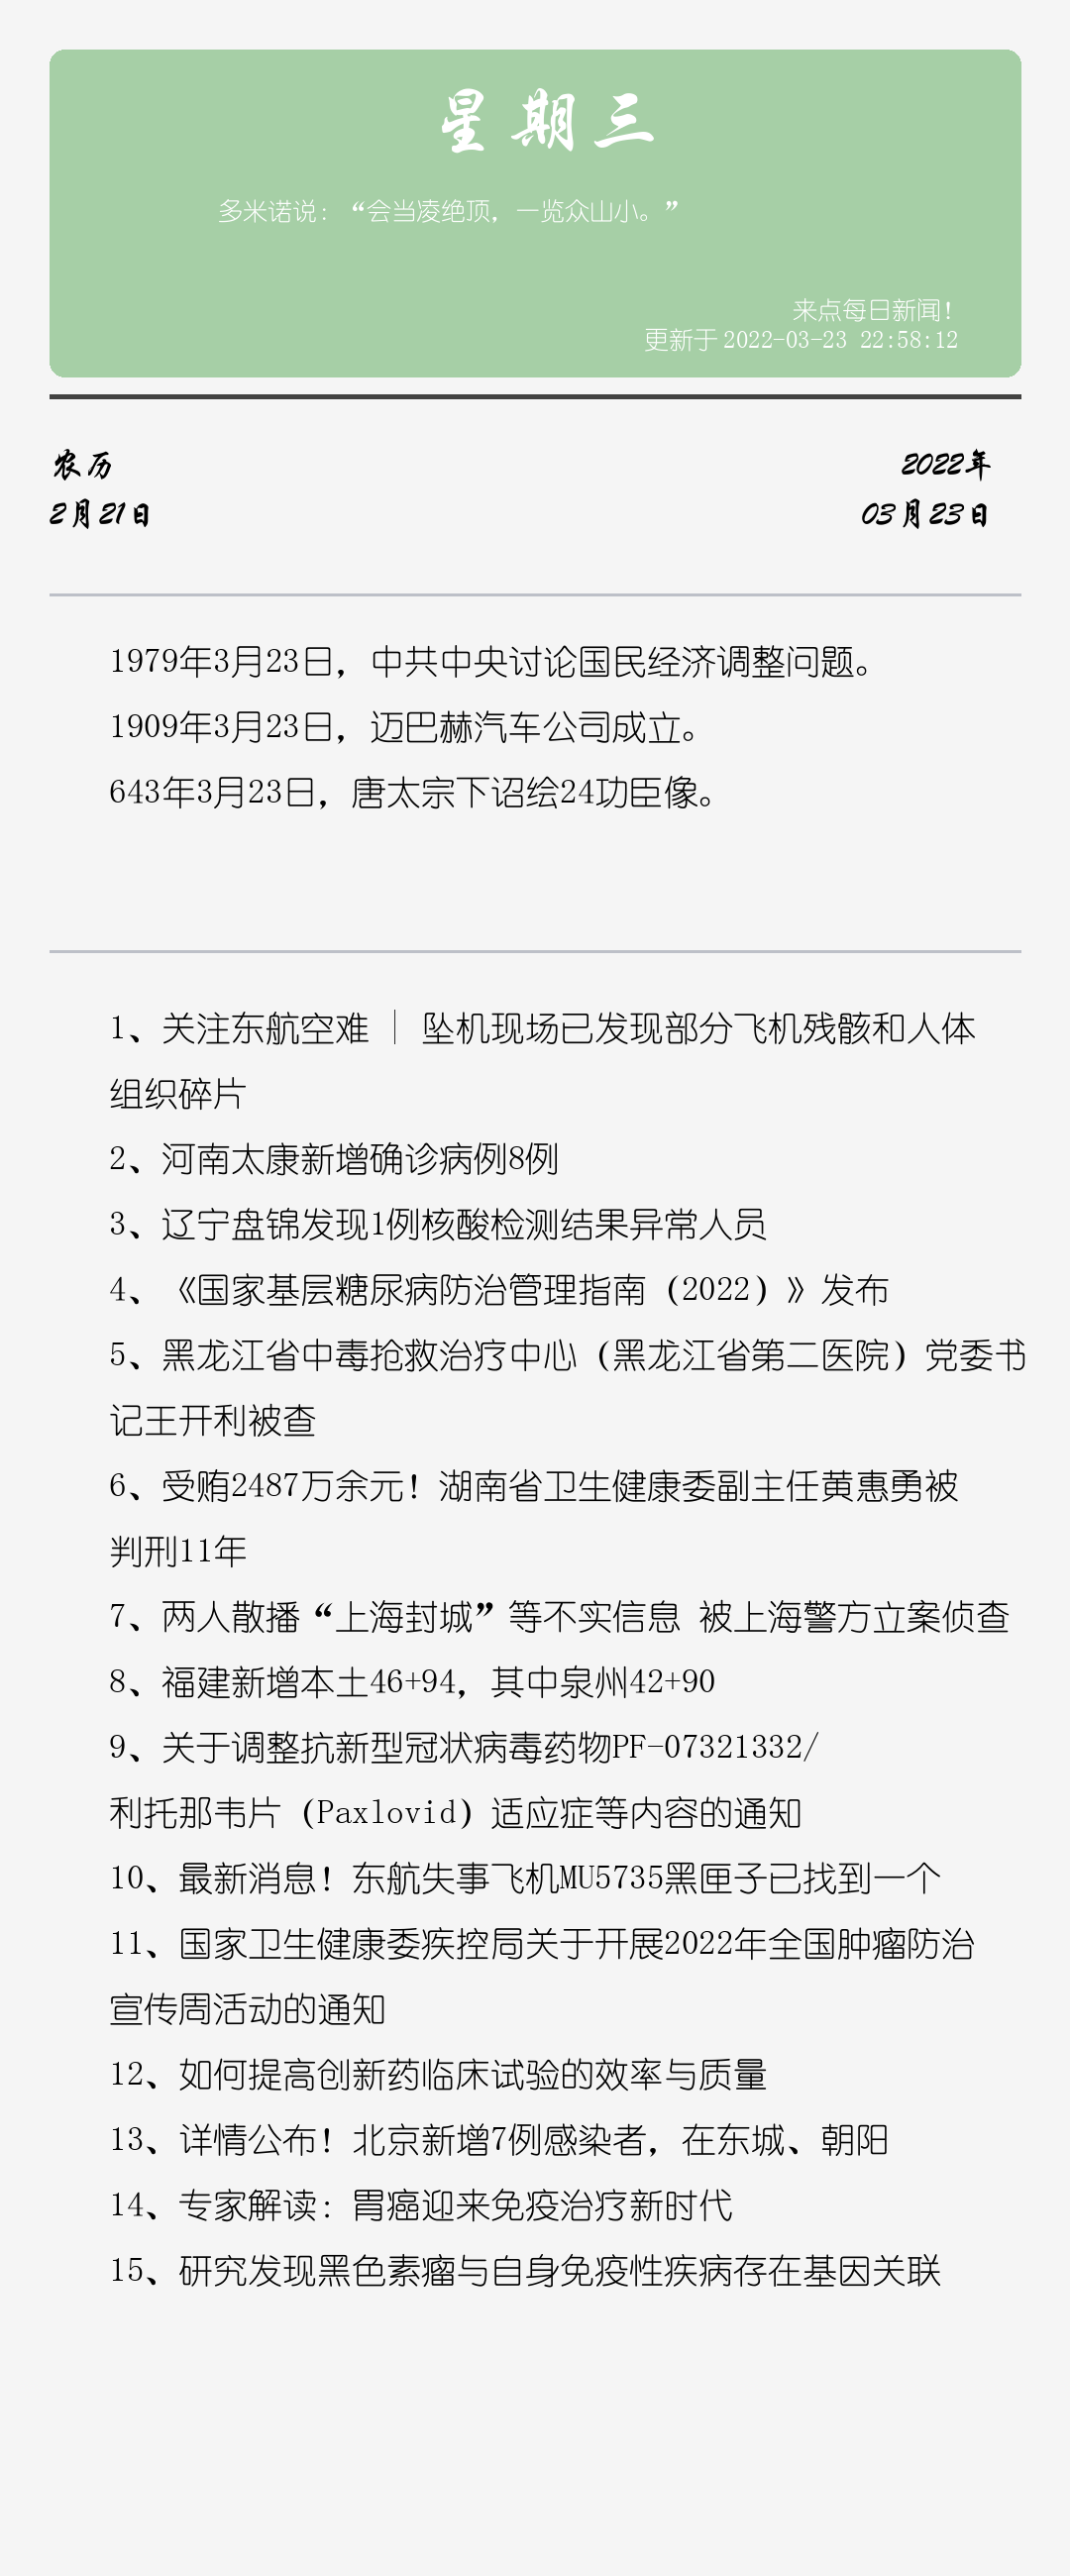 星期三
多米诺说：“会当凌绝顶，一览众山小。”
来点每日新闻！
更新于 2022-03-23 22:58:12
农历
2022年
2月21日
03月23日
1979年3月23日，中共中央讨论国民经济调整问题。
1909年3月23日，迈巴赫汽车公司成立。
643年3月23日，唐太宗下诏绘24功臣像。
1、关注东航空难｜坠机现场已发现部分飞机残骸和人体
组织碎片
2、河南太康新增确诊病例8例
3、辽宁盘锦发现1例核酸检测结果异常人员
4、《国家基层糖尿病防治管理指南（2022）》发布
5、黑龙江省中毒抢救治疗中心（黑龙江省第二医院）党委书
记王开利被查
6、受贿2487万余元！湖南省卫生健康委副主任黄惠勇被
判刑11年
7、两人散播“上海封城”等不实信息 被上海警方立案侦查
8、福建新增本土46+94，其中泉州42+90
9、关于调整抗新型冠状病毒药物PF-07321332/
利托那韦片（Paxlovid）适应症等内容的通知
10、最新消息！东航失事飞机MU5735黑匣子已找到一个
11、国家卫生健康委疾控局关于开展2022年全国肿瘤防治
宣传周活动的通知
12、如何提高创新药临床试验的效率与质量
13、详情公布！北京新增7例感染者，在东城、朝阳
14、专家解读：胃癌迎来免疫治疗新时代
15、研究发现黑色素瘤与自身免疫性疾病存在基因关联